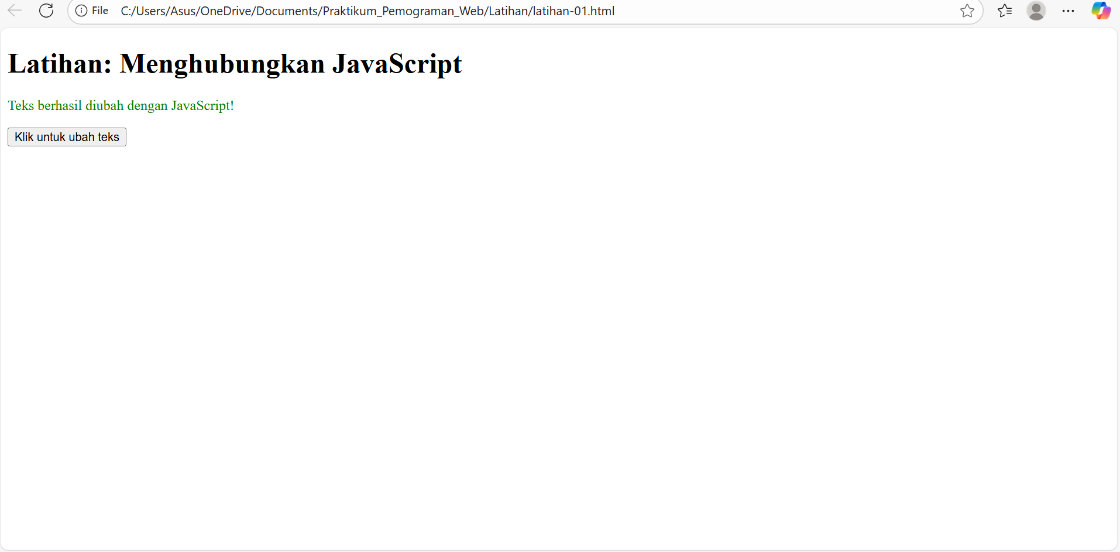 File C:/Users/Asus/OneDrive/Documents/Praktikum_Pemograman_Web/Latihan/latihan-01.html
Latihan: Menghubungkan JavaScript
Teks berhasil diubah dengan JavaScript!
Klik untuk ubah teks